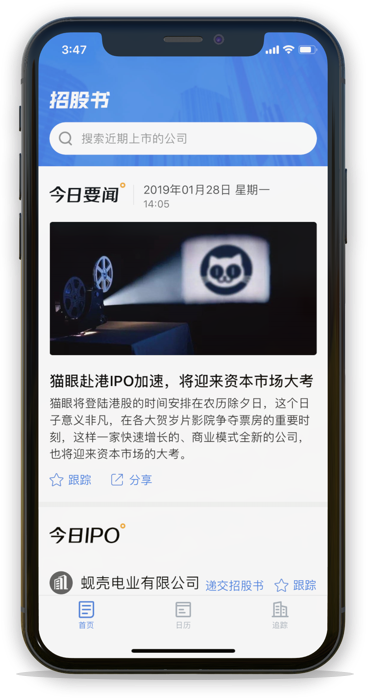 3:47
招股书
搜索近期上市的公司
今日要闻
2019年01月28日 星期一
14:05
猫眼赴港IPO加速，将迎来资本市场大考
猫眼将登陆港股的时间安排在农历除夕日，这个日
子意义非凡，在各大贺岁片影院争夺票房的重要时
刻，这样一家快速增长的、商业模式全新的公司，
也将迎来资本市场的大考。
跟踪 分享
今日IPO
蚬壳电业有限公司 递交招股书 跟踪
首页 日历 追踪